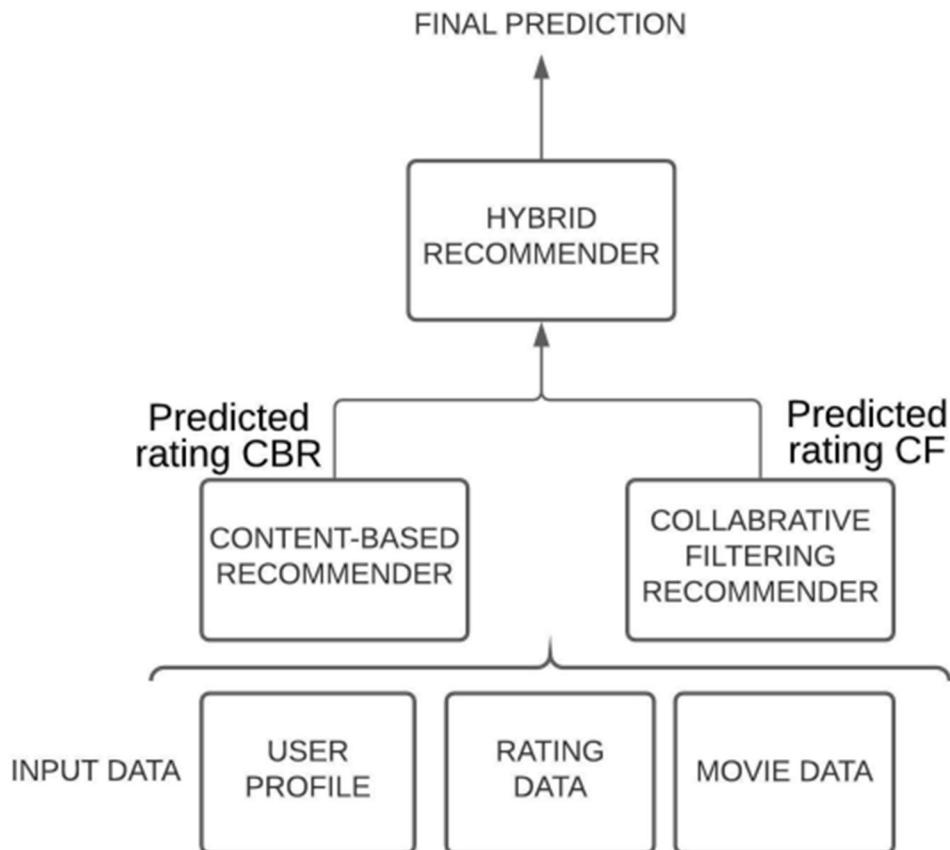 FINAL PREDICTION
HYBRID
RECOMMENDER
Predicted
rating CBR
Predicted
rating CF
CONTENT-BASED
RECOMMENDER
COLLABRATIVE
FILTERING
RECOMMENDER
INPUT DATA
USER
PROFILE
RATING
DATA
MOVIE DATA